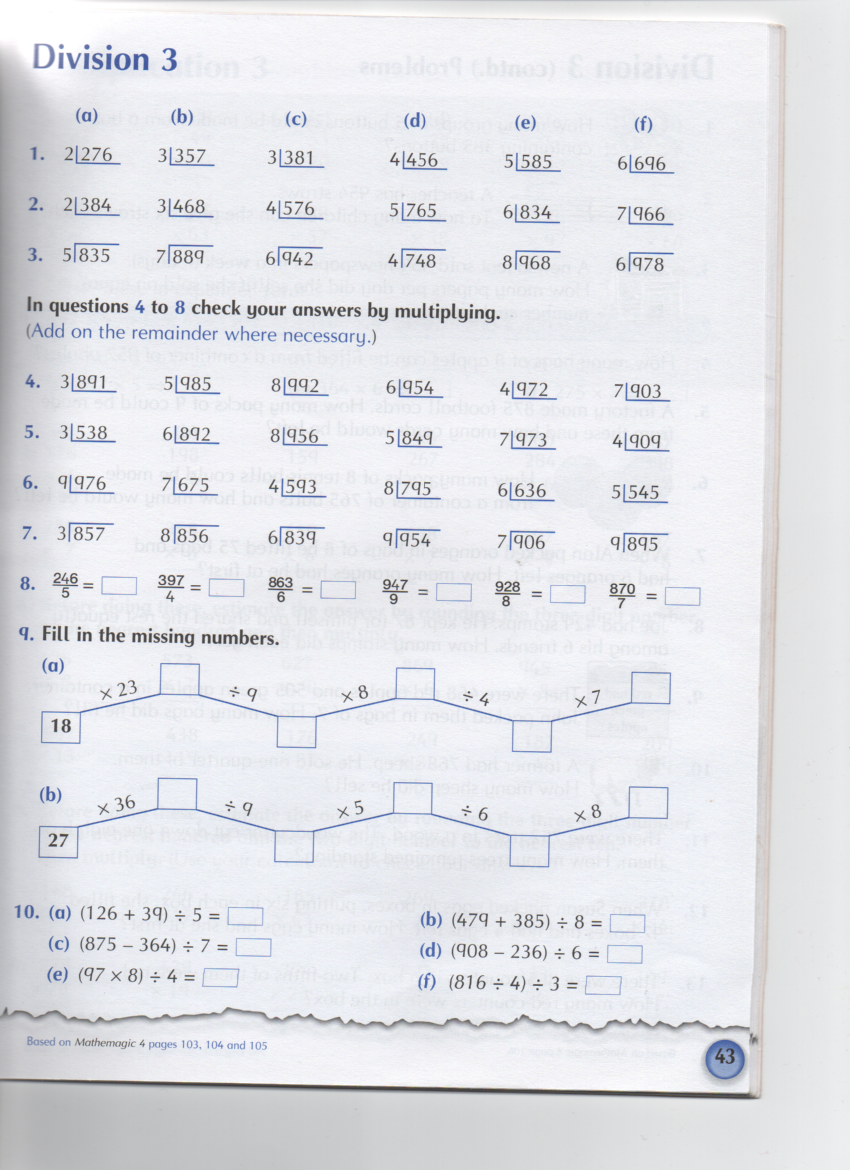 Division 3
(a) (b) (c) (d) (e) (f)
1. 2|276 3|357 3|381 4|456 5|585 6|696
2. 2|384 3|468 4|576 5|765 6|834 7|966
3. 5|835 7|889 6|942 4|748 8|968 6|978
In questions 4 to 8 check your answers by multiplying.
(Add on the remainder where necessary.)
4. 3|891 5|985 8|992 6|954 4|972 7|903
5. 3|538 6|892 8|956 5|849 7|973 4|909
6. 9|976 7|675 4|593 8|795 6|636 5|545
7. 3|857 8|856 6|839 9|954 7|906 9|895
8. 246/5 = 397/4 = 863/6 = 947/9 = 928/8 = 870/7 =
9. Fill in the missing numbers.
(a)
× 23 ÷ 9 × 8 ÷ 4 × 7
18
(b)
× 36 ÷ 9 × 5 ÷ 6 × 8
27
10. (a) (126 + 39) ÷ 5 = (b) (479 + 385) ÷ 8 =
(c) (875 – 364) ÷ 7 = (d) (908 – 236) ÷ 6 =
(e) (97 × 8) ÷ 4 = (f) (816 ÷ 4) ÷ 3 =
Based on Mathemagic 4 pages 103, 104 and 105
43